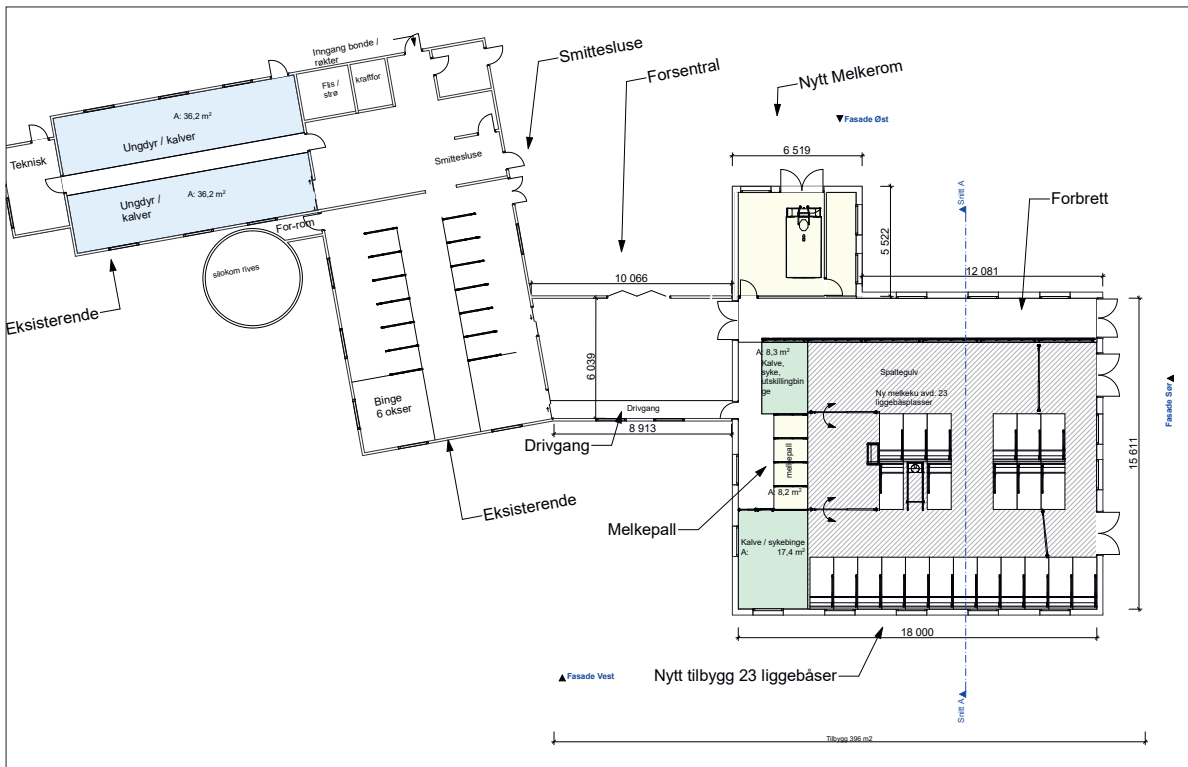 Inngang bonde /
røkter
Smittesluse
Forsentral
Nytt Melkerom
Flis /
strø
kraftfor
A: 36,2 m²
Ungdyr / kalver
Fasade Øst
6 519
Teknisk
Smittesluse
Snitt A
A: 36,2 m²
Ungdyr /
kalver
Forbrett
For-rom
5 522
siiokom rives
10 066
12 081
Eksisterende
6 039
A: 8,3 m²
Kalve,
syke,
utskillingbin
ge
Spaltegulv
Ny melkeku avd. 23
liggebåsplasser
Fasade Sør
Binge
6 okser
Drivgang
8 913
Drivgang
melkepall
15 611
A: 8,2 m²
Eksisterende
Melkepall
Kalve / sykebinge
A: 17,4 m²
18 000
Fasade Vest
Nytt tilbygg 23 liggebåser
Snitt A
Tilbygg 396 m2